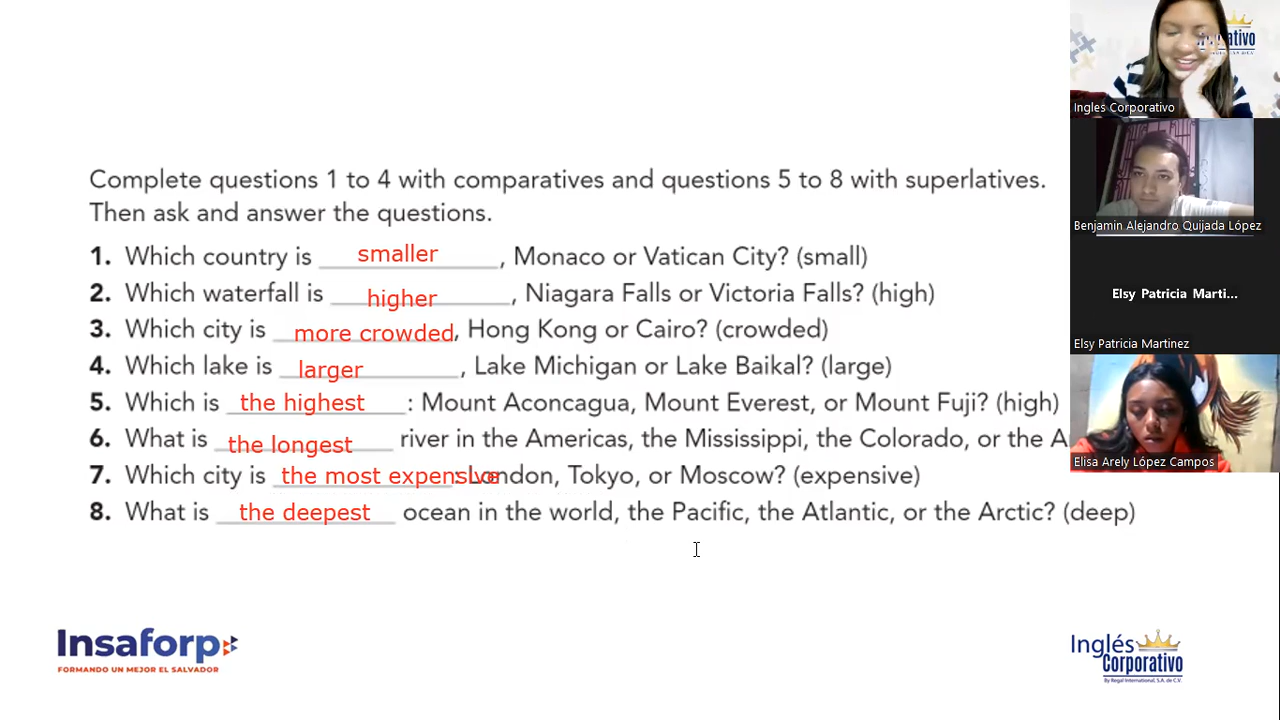 Complete questions 1 to 4 with comparatives and questions 5 to 8 with superlatives.
Then ask and answer the questions.
1. Which country is smaller, Monaco or Vatican City? (small)
2. Which waterfall is higher, Niagara Falls or Victoria Falls? (high)
3. Which city is more crowded, Hong Kong or Cairo? (crowded)
4. Which lake is larger, Lake Michigan or Lake Baikal? (large)
5. Which is the highest: Mount Aconcagua, Mount Everest, or Mount Fuji? (high)
6. What is the longest river in the Americas, the Mississippi, the Colorado, or the A
7. Which city is the most expensive: London, Tokyo, or Moscow? (expensive)
8. What is the deepest ocean in the world, the Pacific, the Atlantic, or the Arctic? (deep)
Insaforp
FORMANDO UN MEJOR EL SALVADOR
Inglés
Corporativo
By Regal International, S.A. de C.V.
Ingles Corporativo
Benjamin Alejandro Quijada López
Elsy Patricia Marti...
Elsy Patricia Martinez
Elisa Arely López Campos